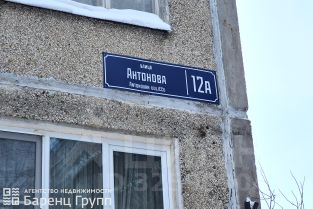 улица
Антонова
12а
агентство недвижимости
Баренц Групп